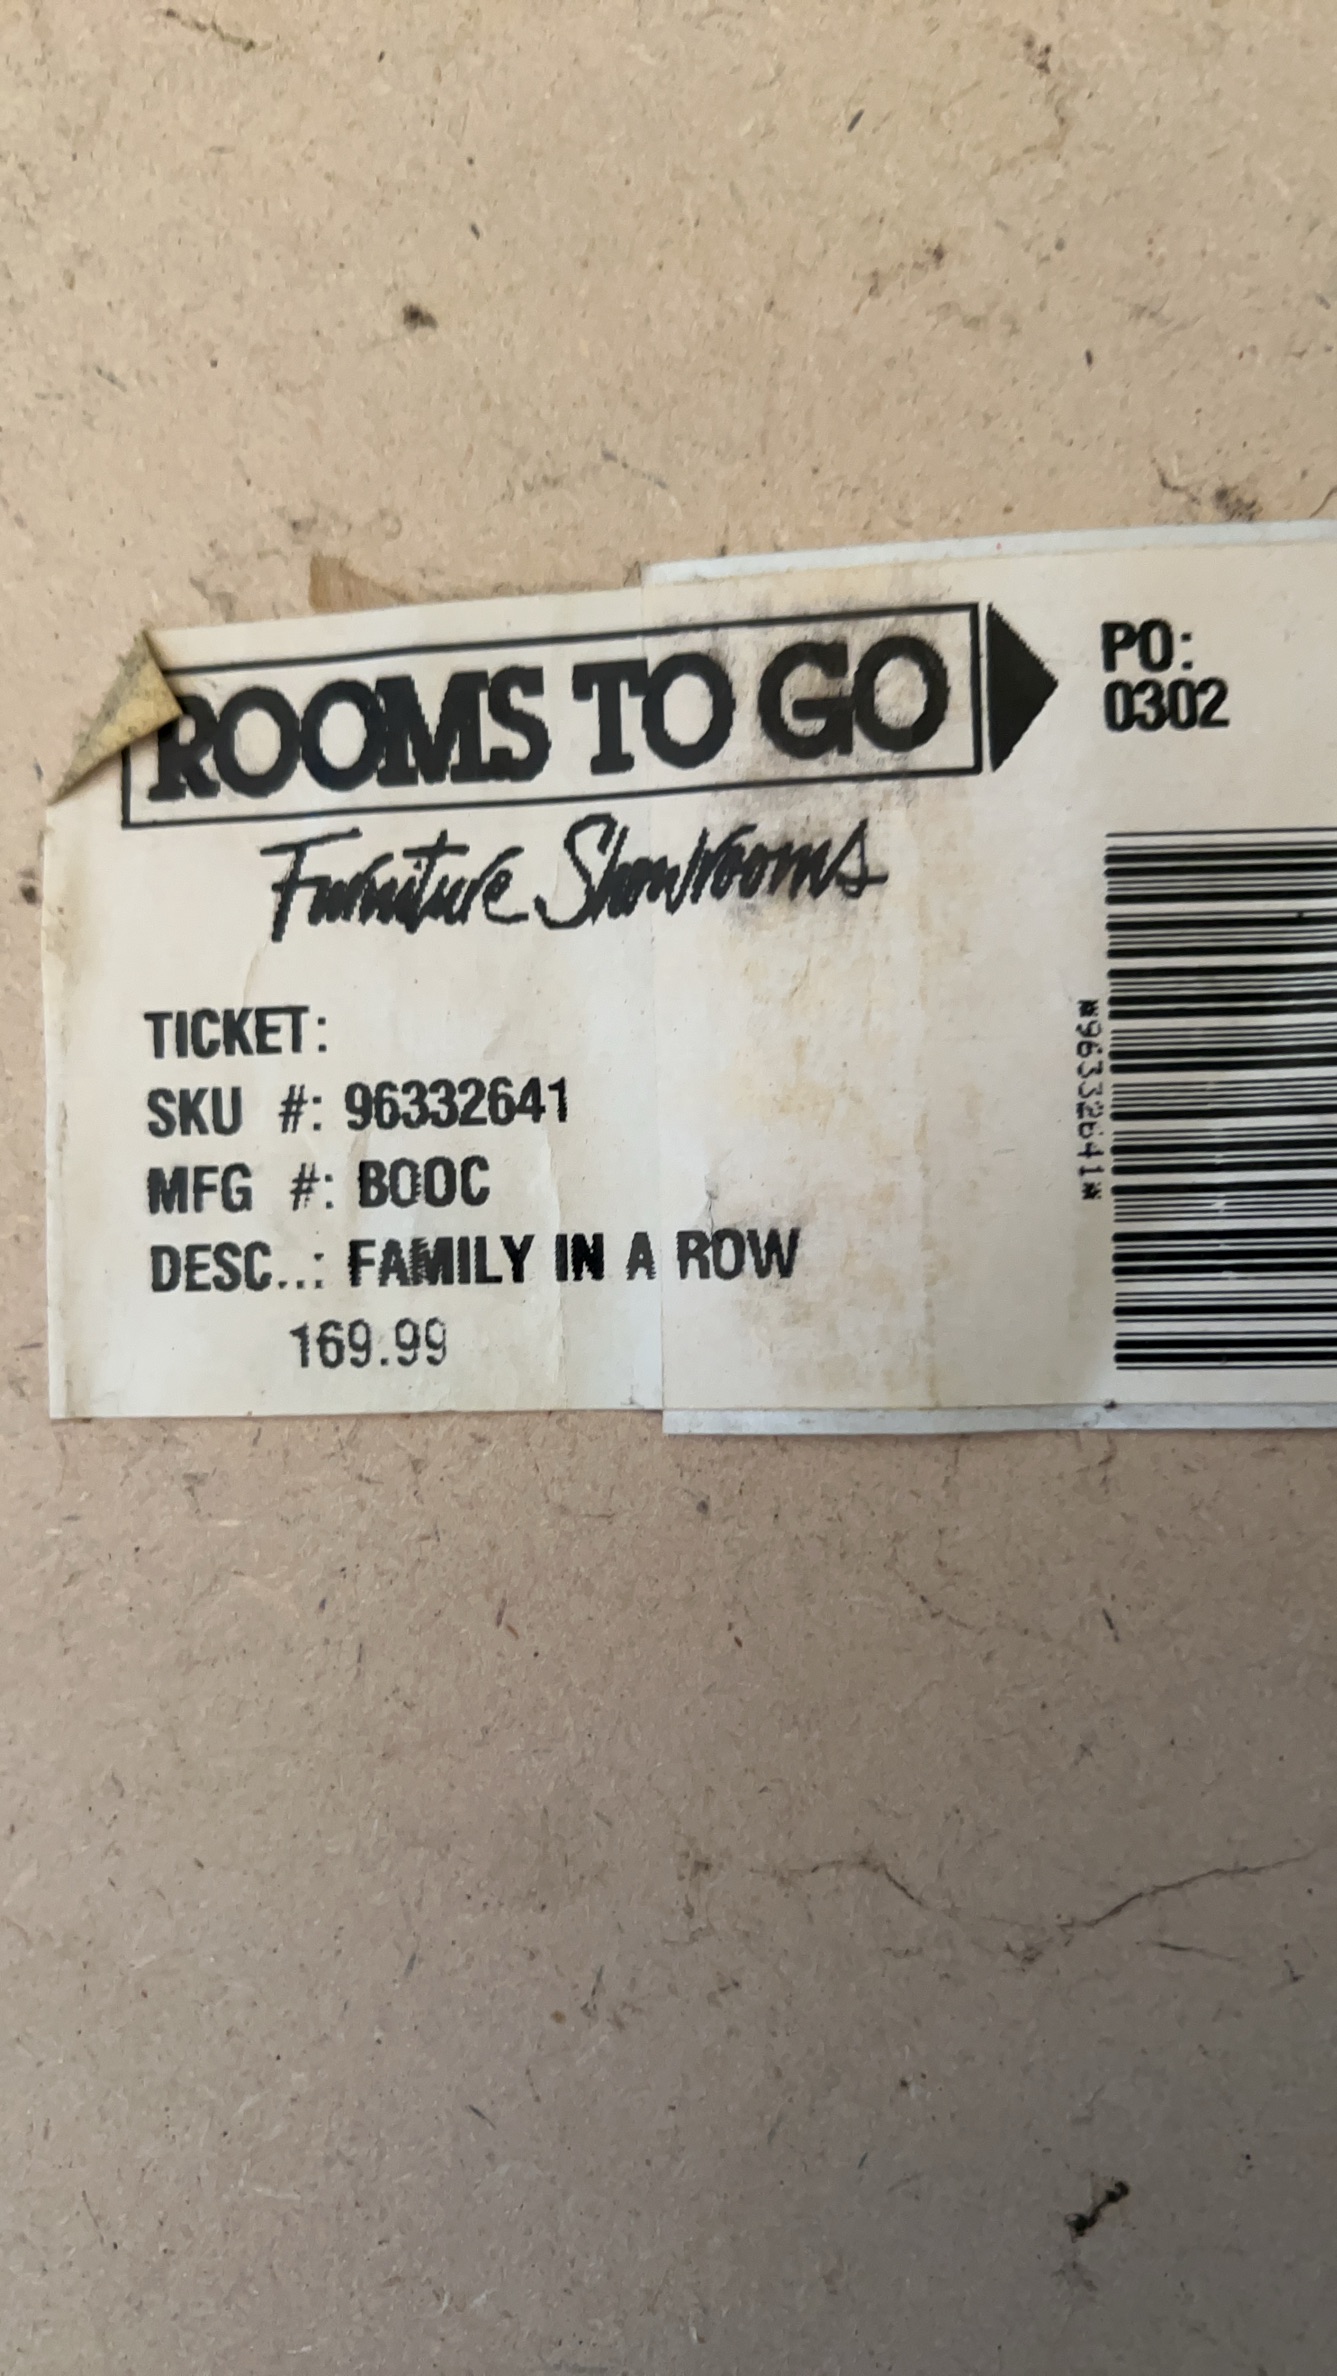 ROOMS TO GO
Furniture Showrooms
TICKET:
SKU #: 96332641
MFG #: BOOC
DESC..: FAMILY IN A ROW
169.99
PO:
0302
*96332641*